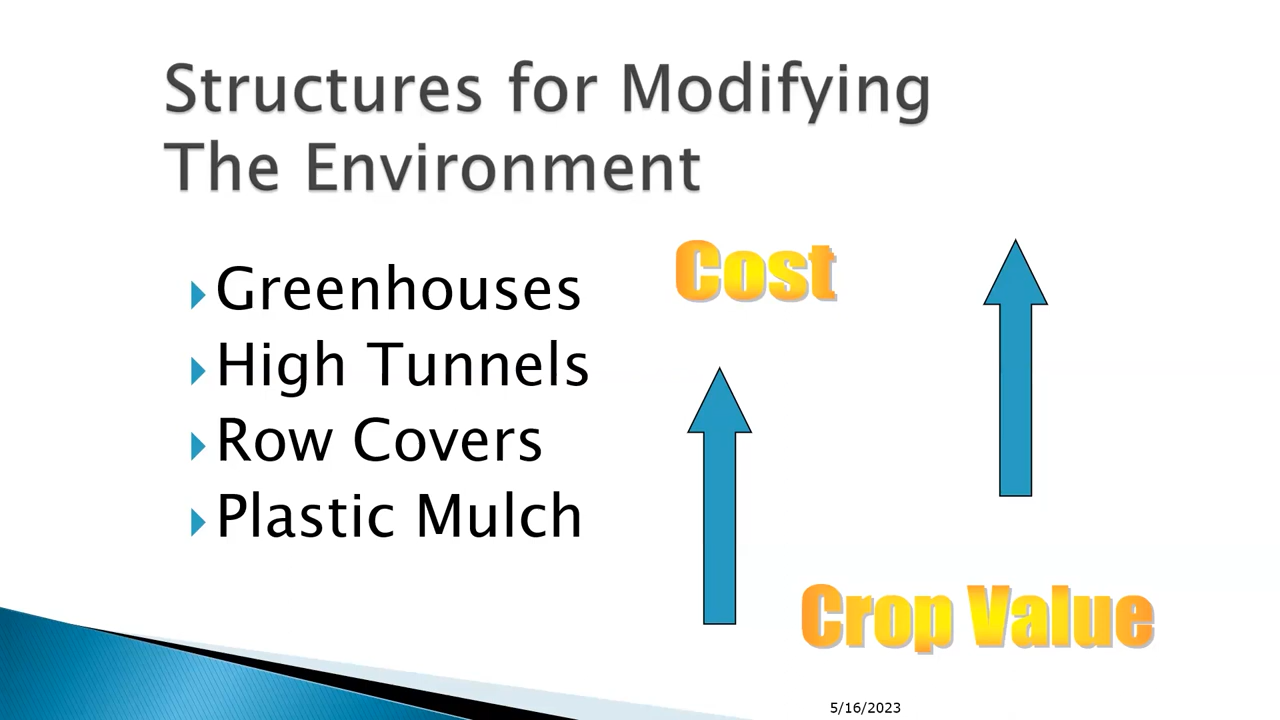 Structures for Modifying
The Environment
Greenhouses
High Tunnels
Row Covers
Plastic Mulch
Cost
Crop Value
5/16/2023